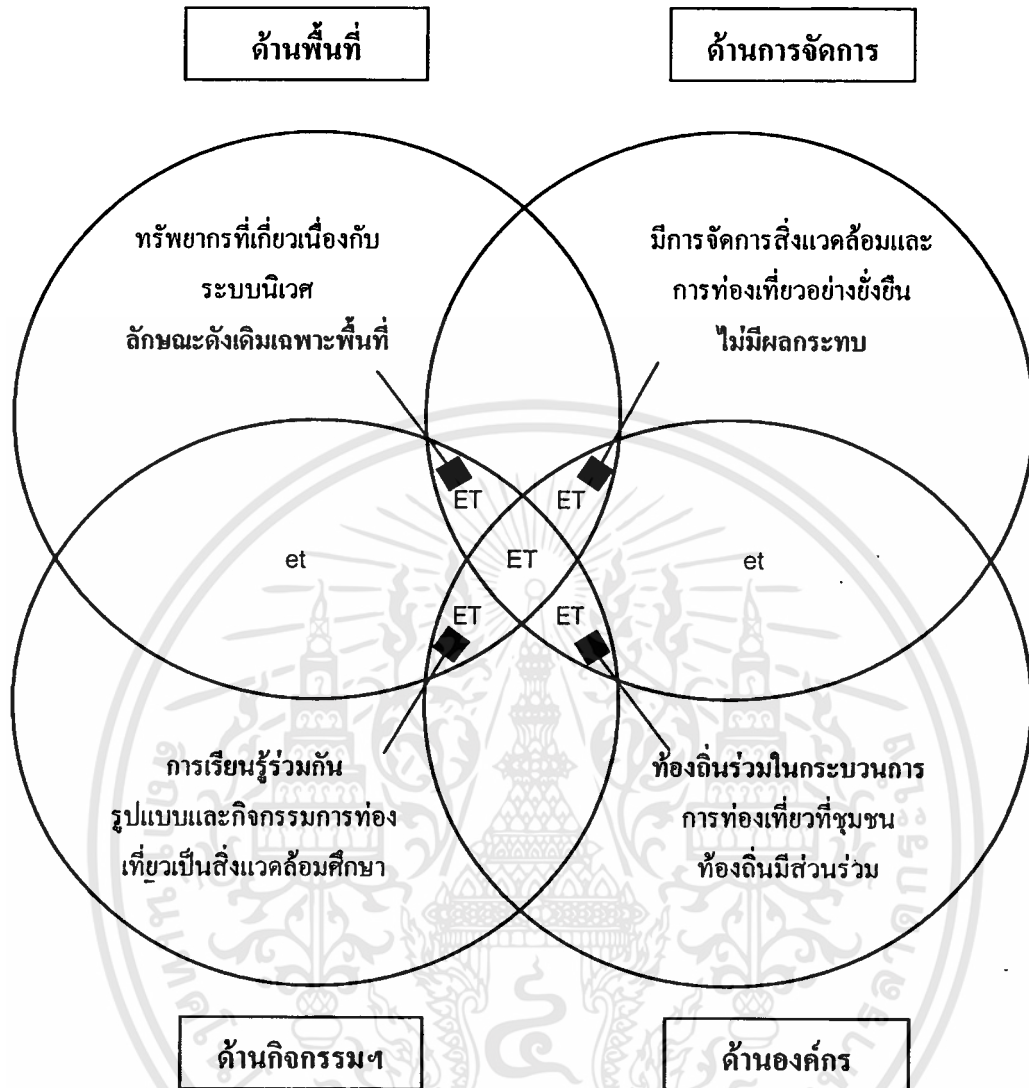 ด้านพื้นที่
ด้านการจัดการ
ทรัพยากรที่เกี่ยวเนื่องกับ
ระบบนิเวศ
ลักษณะดั่งเดิมเฉพาะพื้นที่
มีการจัดการสิ่งแวดล้อมและ
การท่องเที่ยวอย่างยั่งยืน
ไม่มีผลกระทบ
ET
ET
et
ET
et
ET
ET
การเรียนรู้ร่วมกัน
รูปแบบและกิจกรรมการท่อง
เที่ยวเป็นสิ่งแวดล้อมศึกษา
ท้องถิ่นร่วมในกระบวนการ
การท่องเที่ยวที่ชุมชน
ท้องถิ่นมีส่วนร่วม
ด้านกิจกรรมฯ
ด้านองค์กร